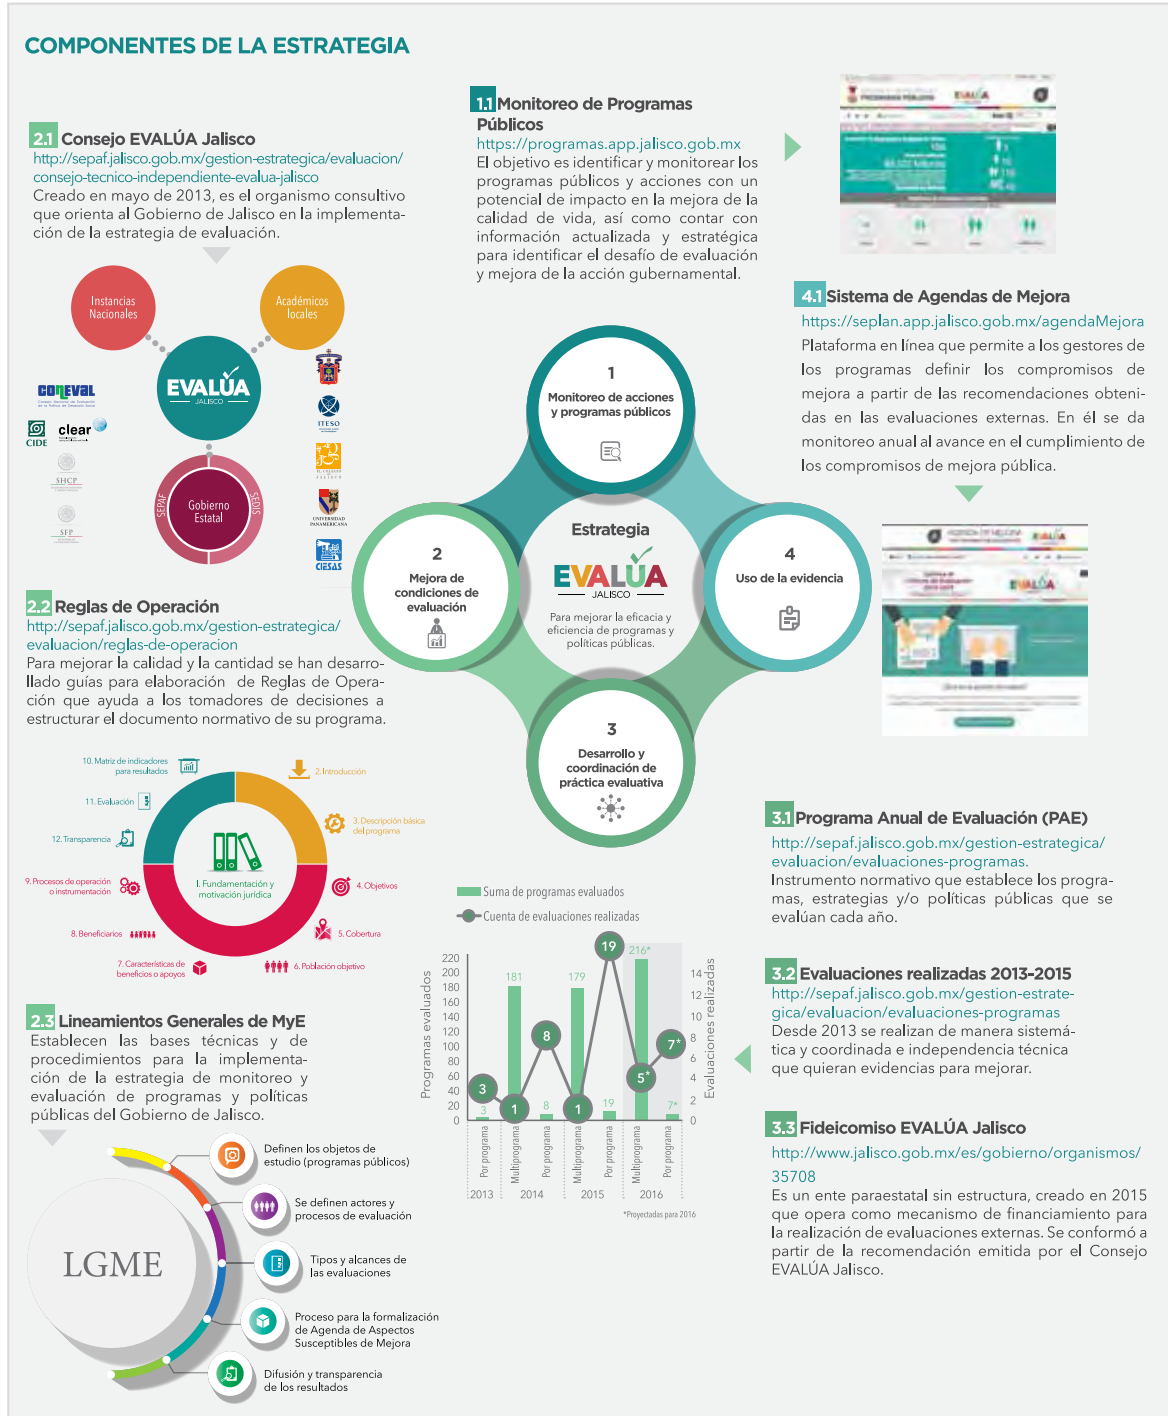 COMPONENTES DE LA ESTRATEGIA
2.1 Consejo EVALÚA Jalisco
http://sepaf.jalisco.gob.mx/gestion-estrategica/evaluacion/
consejo-tecnico-independiente-evalua-jalisco
Creado en mayo de 2013, es el organismo consultivo
que orienta al Gobierno de Jalisco en la implementa-
ción de la estrategia de evaluación.
Instancias
Nacionales
Académicos
locales
EVALÚA
JALISCO
CONEVAL
CIDE
clear
SHCP
SFP
ITESO
UNIVERSIDAD
PANAMERICANA
CIESAS
SEPAF
Gobierno
Estatal
SEDIS
1.1 Monitoreo de Programas
Públicos
https://programas.app.jalisco.gob.mx
El objetivo es identificar y monitorear los
programas públicos y acciones con un
potencial de impacto en la mejora de la
calidad de vida, así como contar con
información actualizada y estratégica
para identificar el desafío de evaluación
y mejora de la acción gubernamental.
4.1 Sistema de Agendas de Mejora
https://seplan.app.jalisco.gob.mx/agendaMejora
Plataforma en línea que permite a los gestores de
los programas definir los compromisos de
mejora a partir de las recomendaciones obteni-
das en las evaluaciones externas. En él se da
monitoreo anual al avance en el cumplimiento de
los compromisos de mejora pública.
1
Monitoreo de acciones
y programas públicos
2
Mejora de
condiciones de
evaluación
Estrategia
EVALÚA
JALISCO
Para mejorar la eficacia y
eficiencia de programas y
políticas públicas.
4
Uso de la evidencia
3
Desarrollo y
coordinación de
práctica evaluativa
2.2 Reglas de Operación
http://sepaf.jalisco.gob.mx/gestion-estrategica/
evaluacion/reglas-de-operacion
Para mejorar la calidad y la cantidad se han desarro-
llado guías para elaboración de Reglas de Opera-
ción que ayuda a los tomadores de decisiones a
estructurar el documento normativo de su programa.
10. Matriz de indicadores
para resultados
11. Evaluación
12. Transparencia
9. Procesos de operación
o instrumentación
8. Beneficiarios
7. Características de
beneficios o apoyos
2. Introducción
3. Descripción básica
del programa
4. Objetivos
5. Cobertura
6. Población objetivo
I. Fundamentación y
motivación jurídica
2.3 Lineamientos Generales de MyE
Establecen las bases técnicas y de
procedimientos para la implementa-
ción de la estrategia de monitoreo y
evaluación de programas y políticas
públicas del Gobierno de Jalisco.
LGME
Definen los objetos de
estudio (programas públicos)
Se definen actores y
procesos de evaluación
Tipos y alcances de
las evaluaciones
Proceso para la formalización
de Agenda de Aspectos
Susceptibles de Mejora
Difusión y transparencia
de los resultados
Suma de programas evaluados
Cuenta de evaluaciones realizadas
Programas evaluados
220
200
180
160
140
120
100
80
60
40
20
0
Evaluaciones realizadas
14
12
10
8
6
4
2
0
3
181
8
179
19
216*
7*
3
1
8
1
19
5*
7*
Por programa
Multiprograma
Por programa
Multiprograma
Por programa
Multiprograma
Por programa
2013
2014
2015
2016
*Proyectadas para 2016
3.1 Programa Anual de Evaluación (PAE)
http://sepaf.jalisco.gob.mx/gestion-estrategica/
evaluacion/evaluaciones-programas.
Instrumento normativo que establece los progra-
mas, estrategias y/o políticas públicas que se
evalúan cada año.
3.2 Evaluaciones realizadas 2013-2015
http://sepaf.jalisco.gob.mx/gestion-estrate-
gica/evaluacion/evaluaciones-programas
Desde 2013 se realizan de manera sistemá-
tica y coordinada e independencia técnica
que quieran evidencias para mejorar.
3.3 Fideicomiso EVALÚA Jalisco
http://www.jalisco.gob.mx/es/gobierno/organismos/
35708
Es un ente paraestatal sin estructura, creado en 2015
que opera como mecanismo de financiamiento para
la realización de evaluaciones externas. Se conformó a
partir de la recomendación emitida por el Consejo
EVALÚA Jalisco.